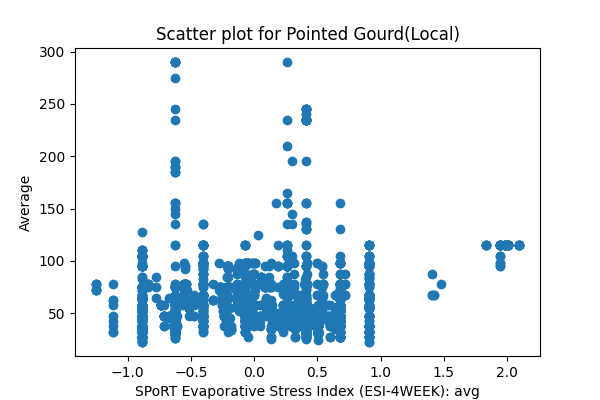 Scatter plot for Pointed Gourd(Local)
300
250
200
150
100
50
Average
−1.0 −0.5 0.0 0.5 1.0 1.5 2.0
SPoRT Evaporative Stress Index (ESI-4WEEK): avg